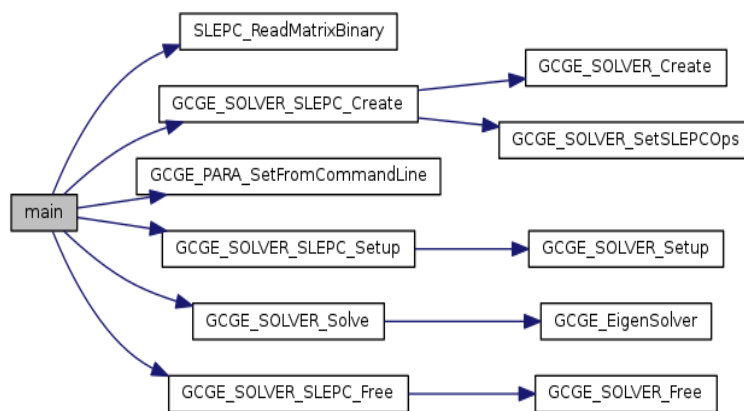 SLEPC_ReadMatrixBinary
GCGE_SOLVER_Create
GCGE_SOLVER_SLEPC_Create
GCGE_SOLVER_SetSLEPCOps
GCGE_PARA_SetFromCommandLine
main
GCGE_SOLVER_SLEPC_Setup
GCGE_SOLVER_Setup
GCGE_SOLVER_Solve
GCGE_EigenSolver
GCGE_SOLVER_SLEPC_Free
GCGE_SOLVER_Free